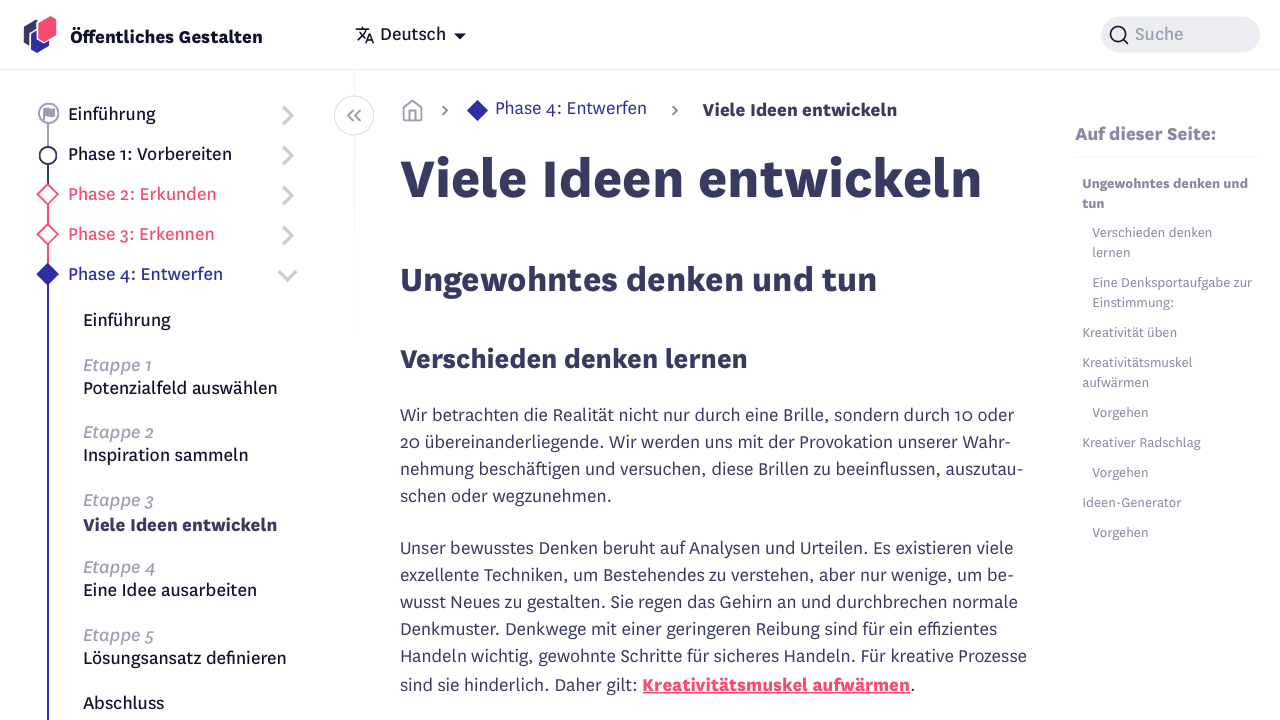 Öffentliches Gestalten
Deutsch
Suche
Einführung
Phase 1: Vorbereiten
Phase 2: Erkunden
Phase 3: Erkennen
Phase 4: Entwerfen
Einführung
Etappe 1
Potenzialfeld auswählen
Etappe 2
Inspiration sammeln
Etappe 3
Viele Ideen entwickeln
Etappe 4
Eine Idee ausarbeiten
Etappe 5
Lösungsansatz definieren
Abschluss
Phase 4: Entwerfen
Viele Ideen entwickeln
Viele Ideen entwickeln
Ungewohntes denken und tun
Verschieden denken lernen
Wir betrachten die Realität nicht nur durch eine Brille, sondern durch 10 oder
20 übereinanderliegende. Wir werden uns mit der Provokation unserer Wahr-
nehmung beschäftigen und versuchen, diese Brillen zu beeinflussen, auszutau-
schen oder wegzunehmen.
Unser bewusstes Denken beruht auf Analysen und Urteilen. Es existieren viele
exzellente Techniken, um Bestehendes zu verstehen, aber nur wenige, um be-
wusst Neues zu gestalten. Sie regen das Gehirn an und durchbrechen normale
Denkmuster. Denkwege mit einer geringeren Reibung sind für ein effizientes
Handeln wichtig, gewohnte Schritte für sicheres Handeln. Für kreative Prozesse
sind sie hinderlich. Daher gilt: Kreativitätsmuskel aufwärmen.
Auf dieser Seite:
Ungewohntes denken und
tun
Verschieden denken
lernen
Eine Denksportaufgabe zur
Einstimmung:
Kreativität üben
Kreativitätsmuskel
aufwärmen
Vorgehen
Kreativer Radschlag
Vorgehen
Ideen-Generator
Vorgehen